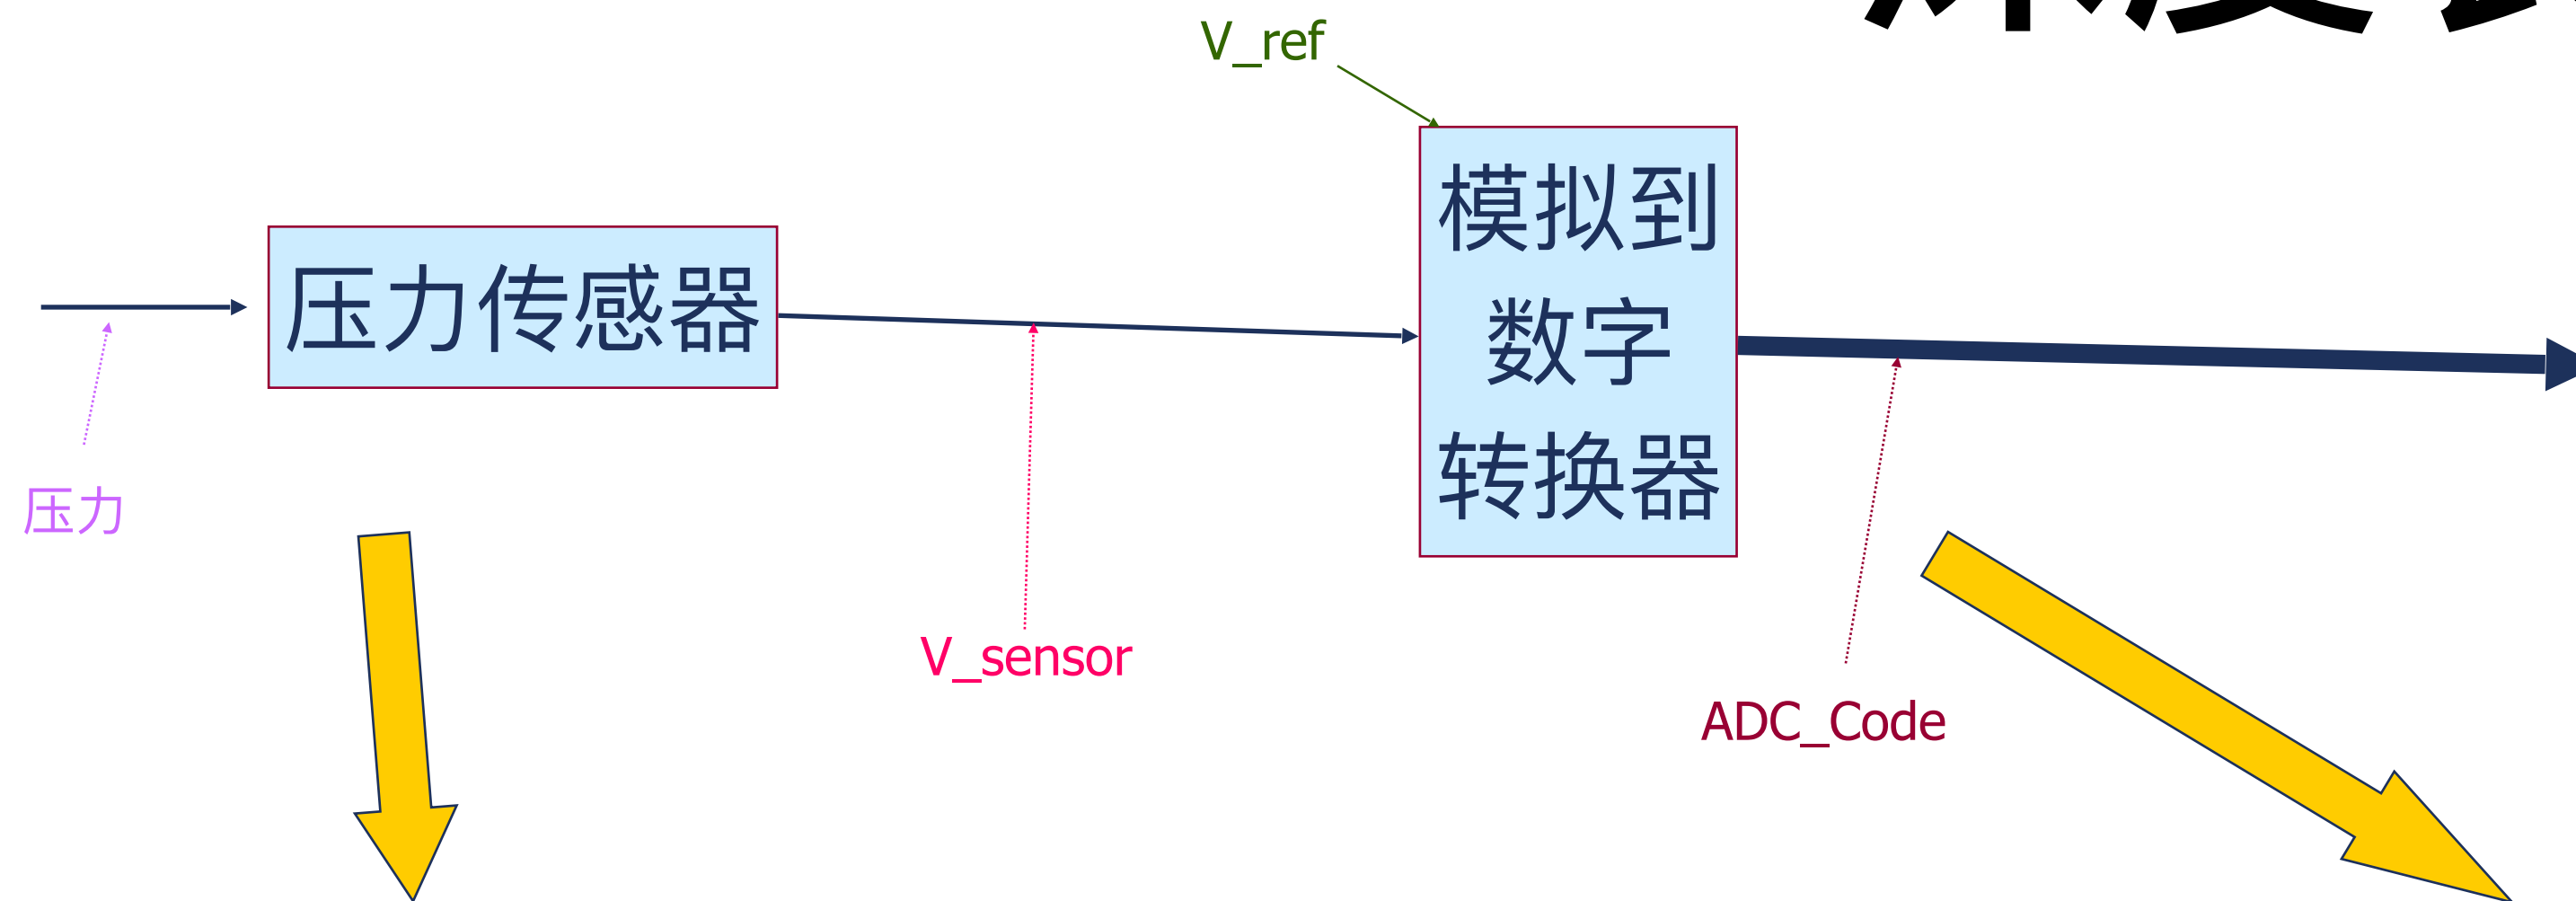 V_ref
模拟到
数字
转换器
压力传感器
压力
V_sensor
ADC_Code